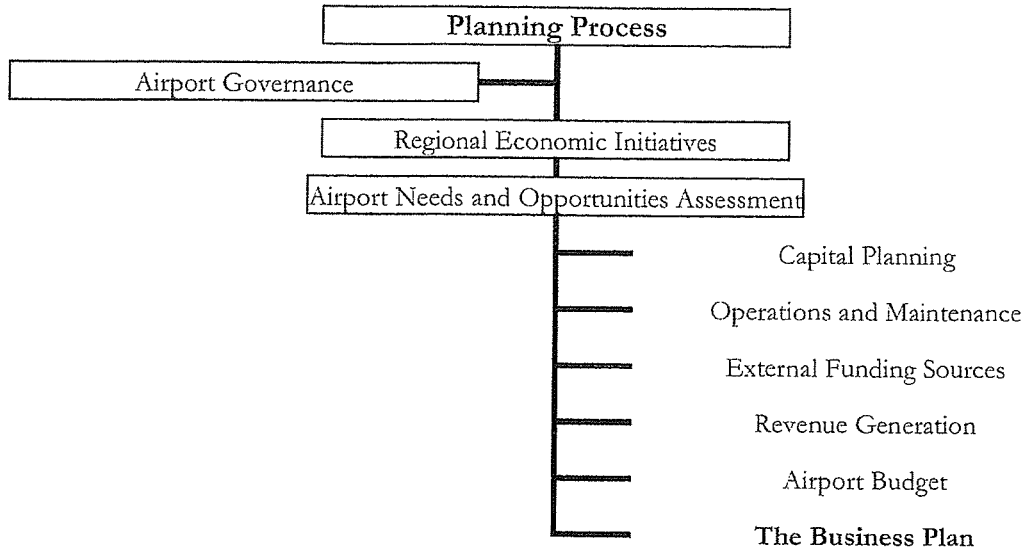 Planning Process
Airport Governance
Regional Economic Initiatives
Airport Needs and Opportunities Assessment
Capital Planning
Operations and Maintenance
External Funding Sources
Revenue Generation
Airport Budget
The Business Plan